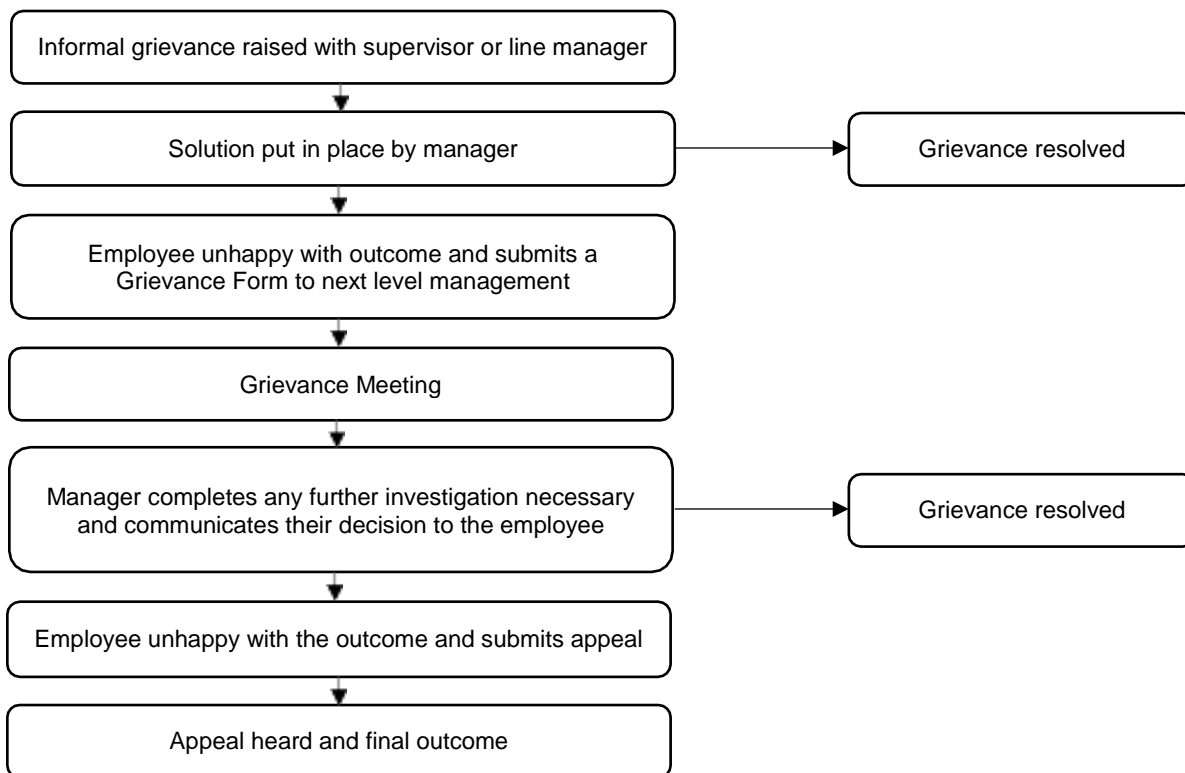 Informal grievance raised with supervisor or line manager
Solution put in place by manager
Grievance resolved
Employee unhappy with outcome and submits a
Grievance Form to next level management
Grievance Meeting
Manager completes any further investigation necessary
and communicates their decision to the employee
Grievance resolved
Employee unhappy with the outcome and submits appeal
Appeal heard and final outcome